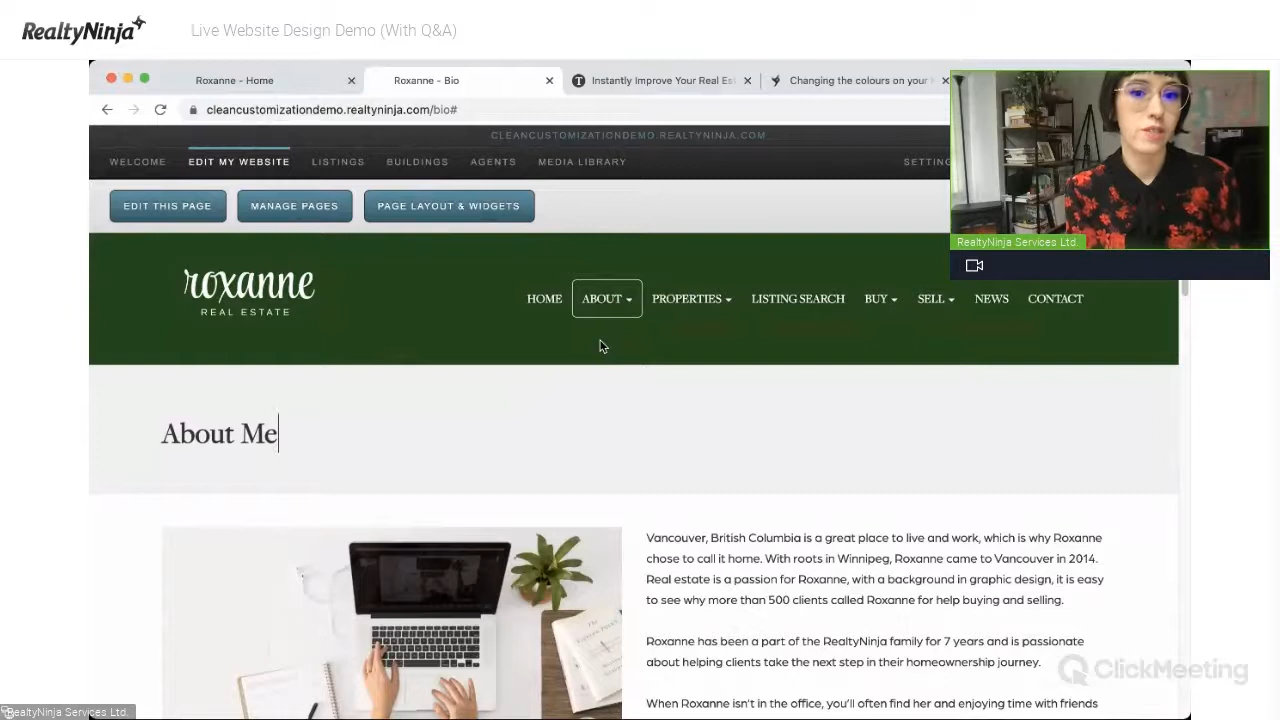 RealtyNinja
Live Website Design Demo (With Q&A)
Roxanne - Home
Roxanne - Bio
Instantly Improve Your Real Es
Changing the colours on your
cleancustomizationdemo.realtyninja.com/bio#
CLEANCUSTOMIZATIONDEMO.REALTYNINJA.COM
WELCOME
EDIT MY WEBSITE
LISTINGS
BUILDINGS
AGENTS
MEDIA LIBRARY
SETTING
EDIT THIS PAGE
MANAGE PAGES
PAGE LAYOUT & WIDGETS
RealtyNinja Services Ltd.
roxanne
REAL ESTATE
HOME
ABOUT
PROPERTIES
LISTING SEARCH
BUY
SELL
NEWS
CONTACT
About Me
Vancouver, British Columbia is a great place to live and work, which is why Roxanne
chose to call it home. With roots in Winnipeg, Roxanne came to Vancouver in 2014.
Real estate is a passion for Roxanne, with a background in graphic design, it is easy
to see why more than 500 clients called Roxanne for help buying and selling.
Roxanne has been a part of the RealtyNinja family for 7 years and is passionate
about helping clients take the next step in their homeownership journey.
When Roxanne isn't in the office, you'll often find her and enjoying time with friends
ClickMeeting
RealtyNinja Services Ltd.